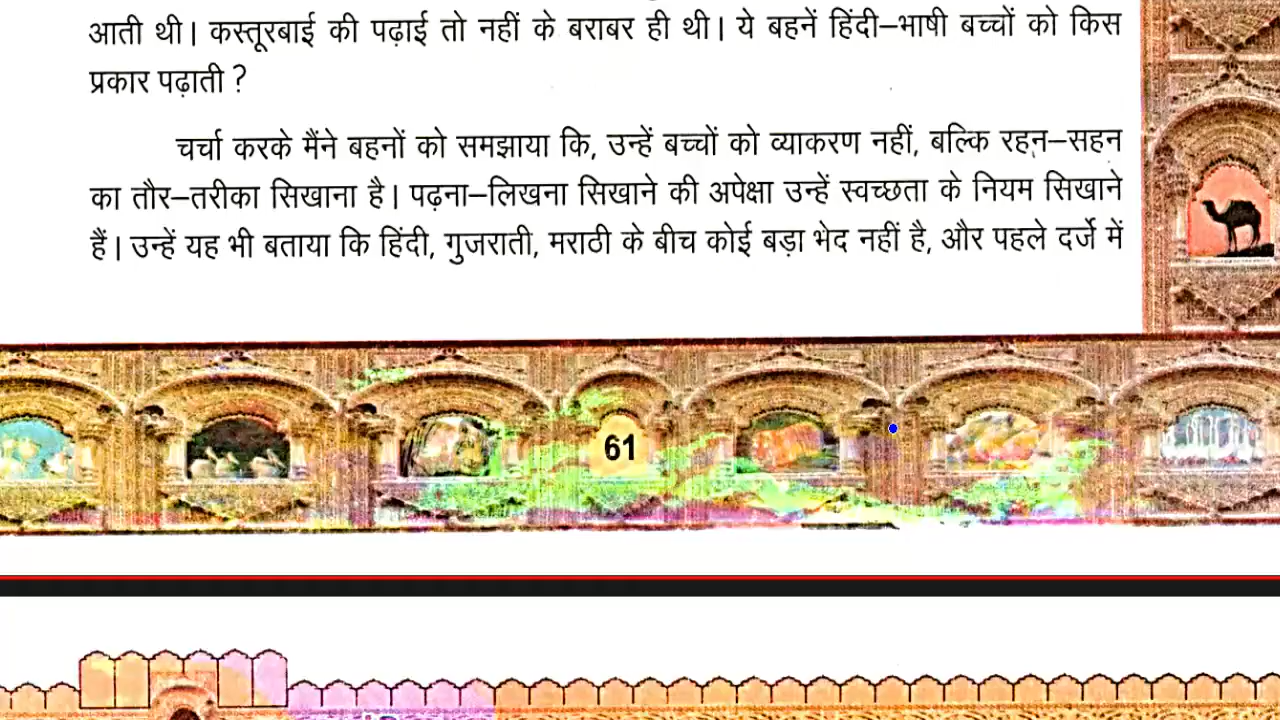 आती थी। कस्तूरबाई की पढ़ाई तो नहीं के बराबर ही थी। ये बहनें हिंदी–भाषी बच्चों को किस
प्रकार पढ़ाती ?
चर्चा करके मैंने बहनों को समझाया कि, उन्हें बच्चों को व्याकरण नहीं, बल्कि रहन–सहन
का तौर–तरीका सिखाना है। पढ़ना–लिखना सिखाने की अपेक्षा उन्हें स्वच्छता के नियम सिखाने
हैं। उन्हें यह भी बताया कि हिंदी, गुजराती, मराठी के बीच कोई बड़ा भेद नहीं है, और पहले दर्जे में
61